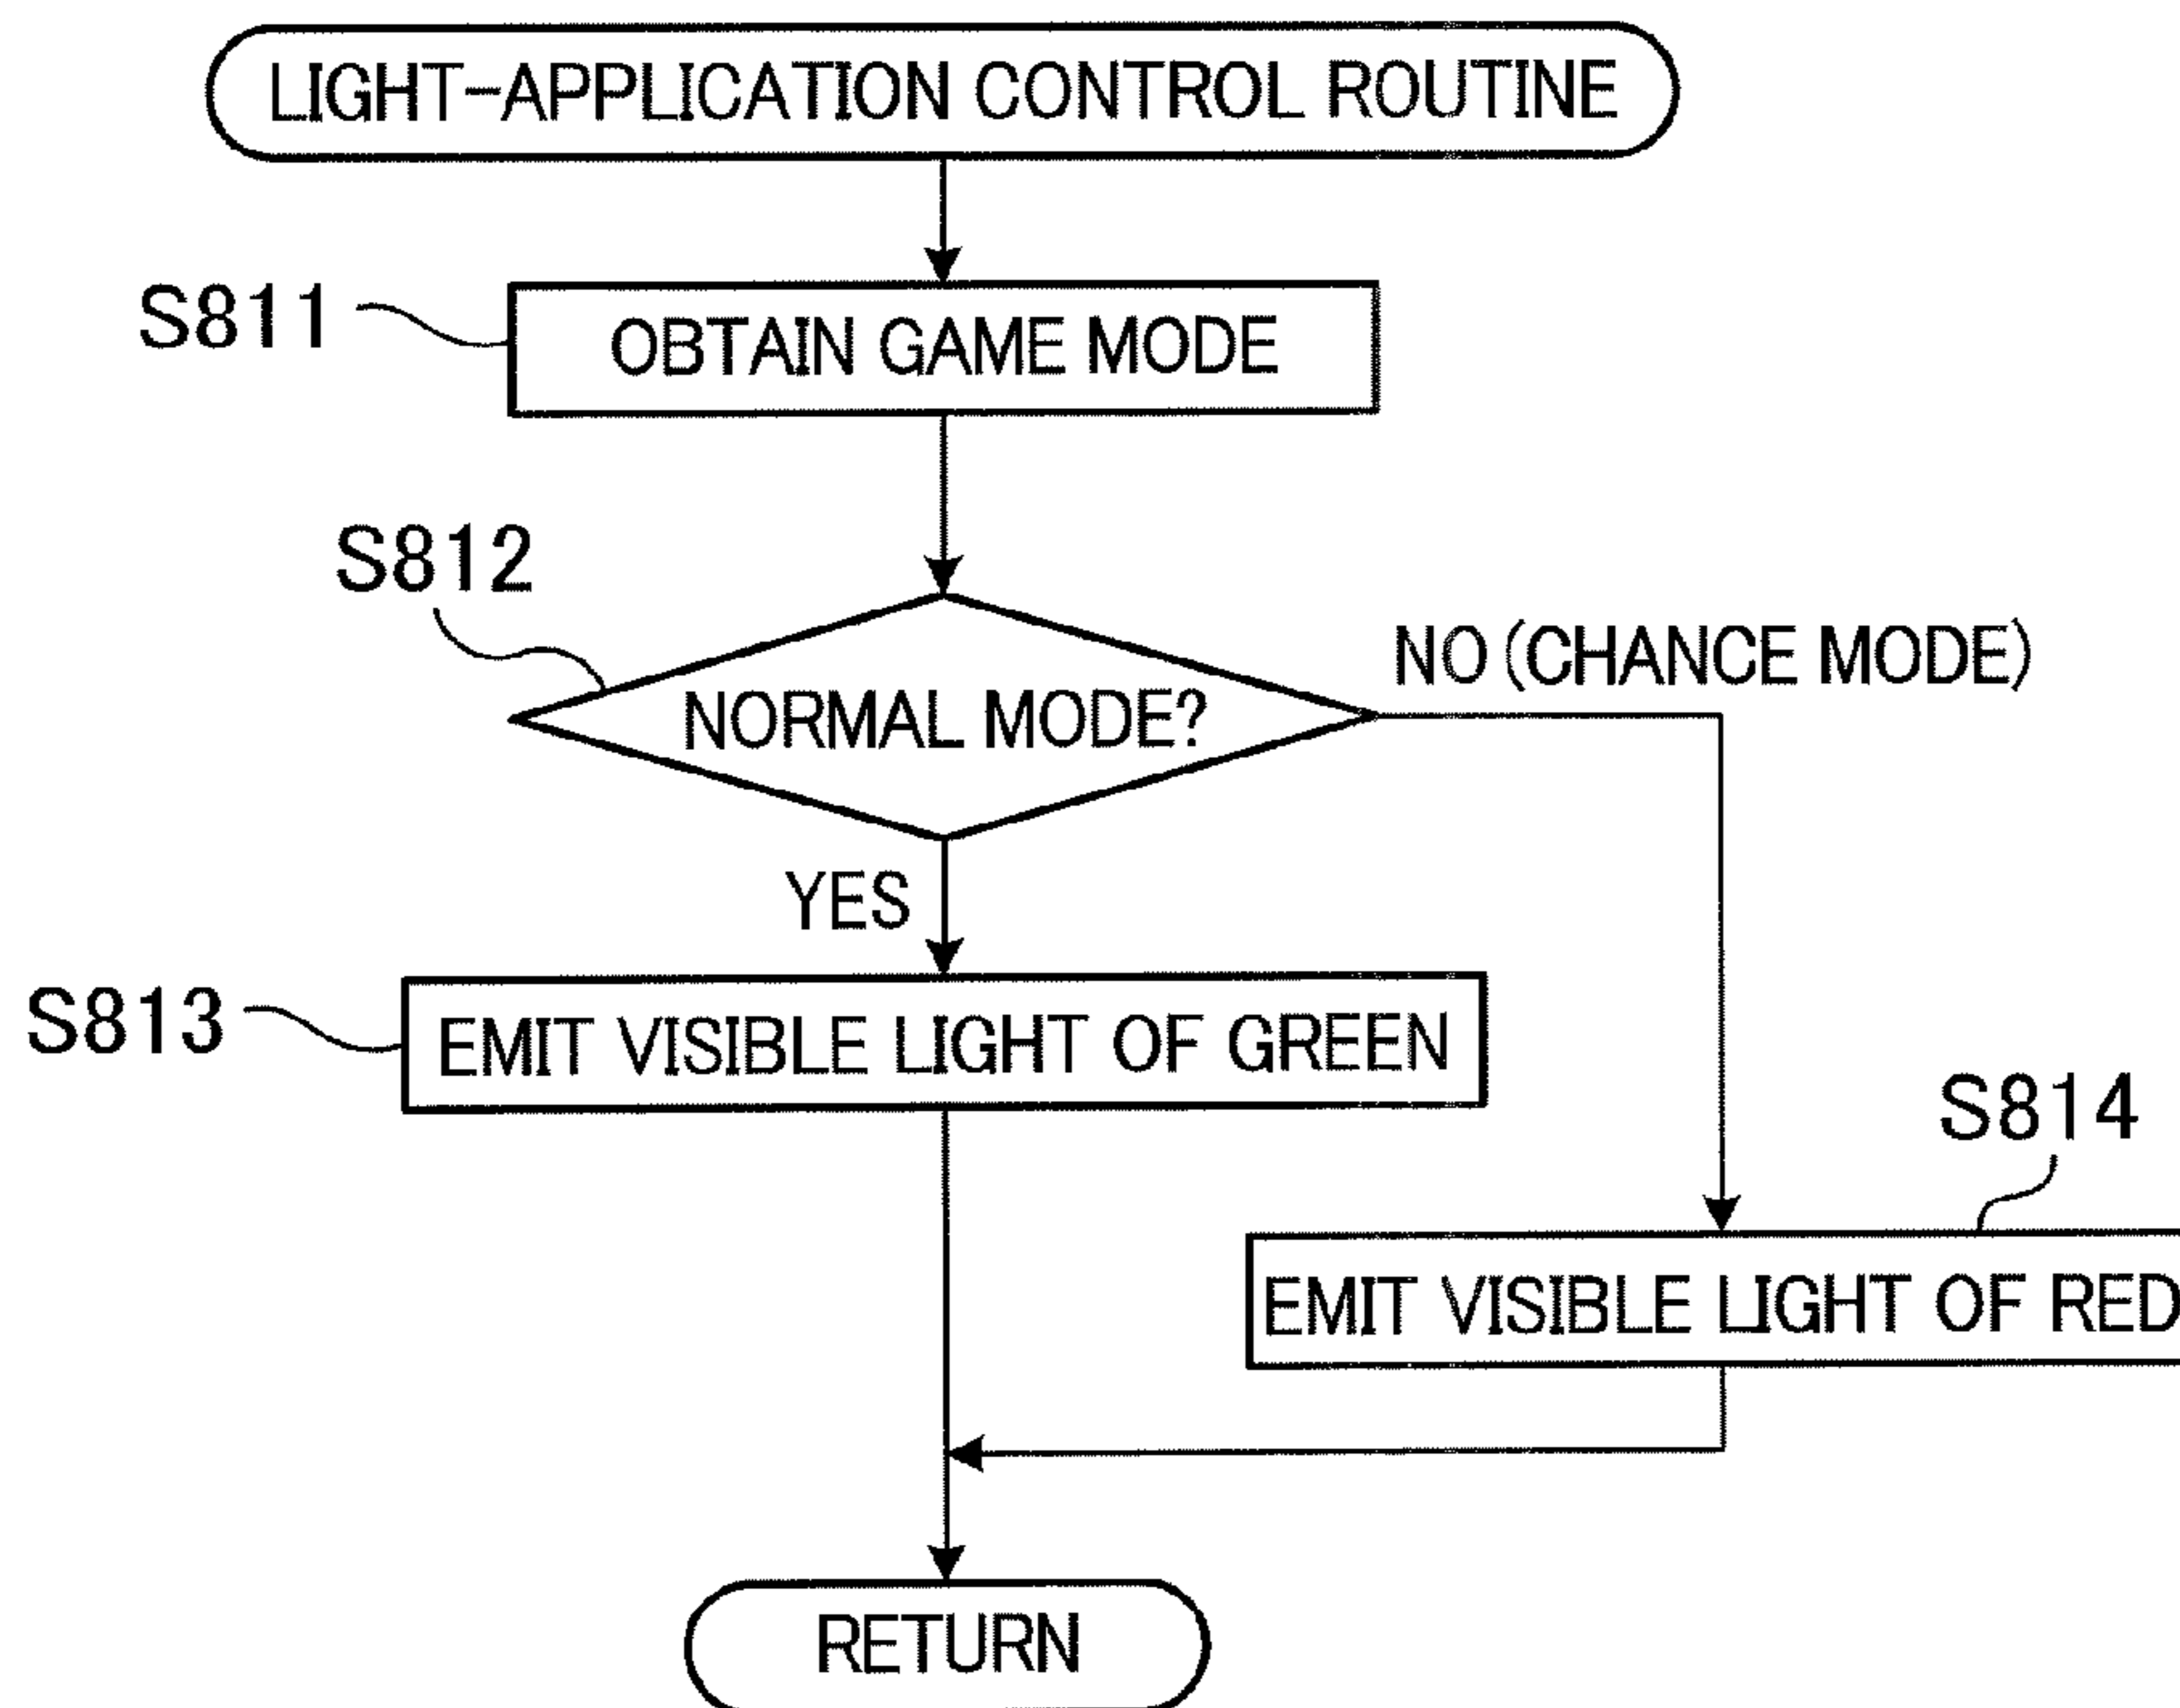 LIGHT-APPLICATION CONTROL ROUTINE
S811
OBTAIN GAME MODE
S812
NORMAL MODE?
NO (CHANCE MODE)
YES
S813
EMIT VISIBLE LIGHT OF GREEN
S814
EMIT VISIBLE LIGHT OF RED
RETURN